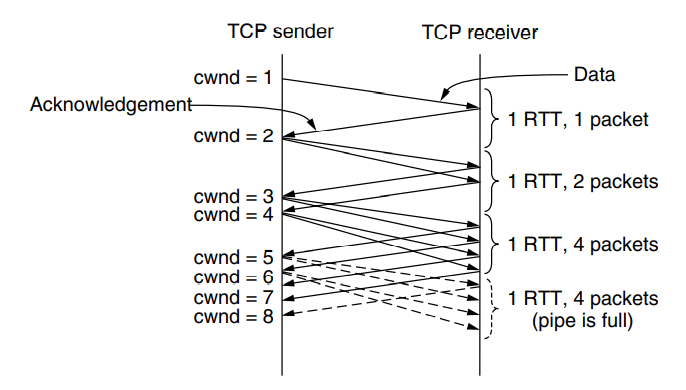 TCP sender
TCP receiver
cwnd = 1
Data
Acknowledgement
1 RTT, 1 packet
cwnd = 2
1 RTT, 2 packets
cwnd = 3
cwnd = 4
1 RTT, 4 packets
cwnd = 5
cwnd = 6
cwnd = 7
1 RTT, 4 packets
cwnd = 8
(pipe is full)